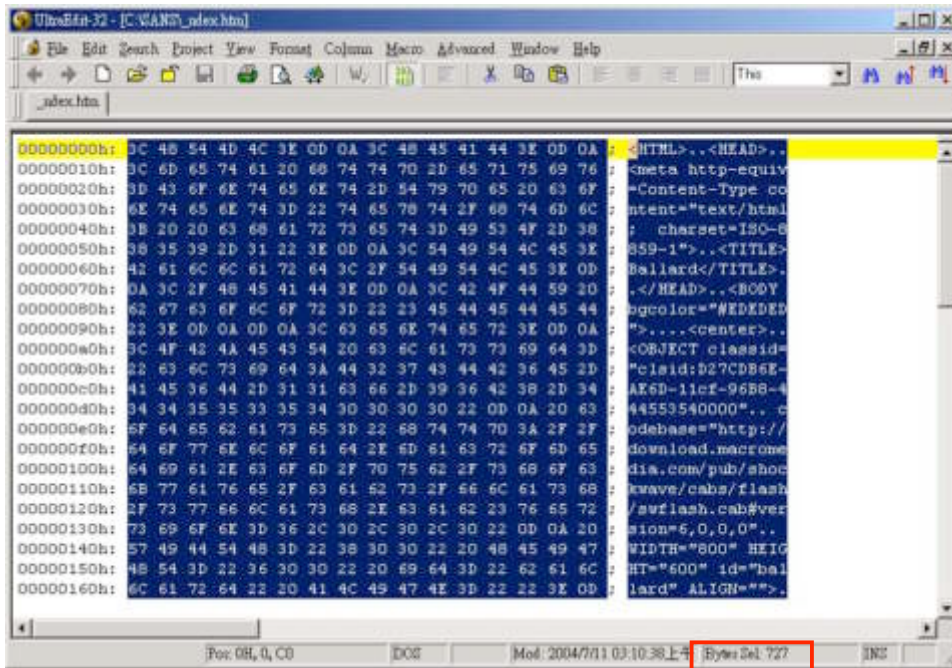 UltraEdit-32 - [C:\SANS\_ndex.htm]
File Edit Search Project View Format Column Macro Advanced Window Help
This
_ndex.htm
00000000h: 3C 48 54 4D 4C 3E 0D 0A 3C 48 45 41 44 3E 0D 0A ; <HTML>..<HEAD>..
00000010h: 3C 6D 65 74 61 20 68 74 74 70 2D 65 71 75 69 76 ; <meta http-equiv
00000020h: 3D 43 6F 6E 74 65 6E 74 2D 54 79 70 65 20 63 6F ; =Content-Type co
00000030h: 6E 74 65 6E 74 3D 22 74 65 78 74 2F 68 74 6D 6C ; ntent="text/html
00000040h: 3B 20 20 63 68 61 72 73 65 74 3D 49 53 4F 2D 38 ; ;  charset=ISO-8
00000050h: 38 35 39 2D 31 22 3E 0D 0A 3C 54 49 54 4C 45 3E ; 859-1">..<TITLE>
00000060h: 42 61 6C 6C 61 72 64 3C 2F 54 49 54 4C 45 3E 0D ; Ballard</TITLE>.
00000070h: 0A 3C 2F 48 45 41 44 3E 0D 0A 3C 42 4F 44 59 20 ; .</HEAD>..<BODY
00000080h: 62 67 63 6F 6C 6F 72 3D 22 23 45 44 45 44 45 44 ; bgcolor="#EDEDED
00000090h: 22 3E 0D 0A 0D 0A 3C 63 65 6E 74 65 72 3E 0D 0A ; ">....<center>..
000000a0h: 3C 4F 42 4A 45 43 54 20 63 6C 61 73 73 69 64 3D ; <OBJECT classid=
000000b0h: 22 63 6C 73 69 64 3A 44 32 37 43 44 42 36 45 2D ; "clsid:D27CDB6E-
000000c0h: 41 45 36 44 2D 31 31 63 66 2D 39 36 42 38 2D 34 ; AE6D-11cf-96B8-4
000000d0h: 34 34 35 35 33 35 34 30 30 30 30 22 0D 0A 20 63 ; 44553540000".. c
000000e0h: 6F 64 65 62 61 73 65 3D 22 68 74 74 70 3A 2F 2F ; odebase="http://
000000f0h: 64 6F 77 6E 6C 6F 61 64 2E 6D 61 63 72 6F 6D 65 ; download.macrome
00000100h: 64 69 61 2E 63 6F 6D 2F 70 75 62 2F 73 68 6F 63 ; dia.com/pub/shoc
00000110h: 6B 77 61 76 65 2F 63 61 62 73 2F 66 6C 61 73 68 ; kwave/cabs/flash
00000120h: 2F 73 77 66 6C 61 73 68 2E 63 61 62 23 76 65 72 ; /swflash.cab#ver
00000130h: 73 69 6F 6E 3D 36 2C 30 2C 30 2C 30 22 0D 0A 20 ; sion=6,0,0,0"..
00000140h: 57 49 44 54 48 3D 22 38 30 30 22 20 48 45 49 47 ; WIDTH="800" HEIG
00000150h: 48 54 3D 22 36 30 30 22 20 69 64 3D 22 62 61 6C ; HT="600" id="bal
00000160h: 6C 61 72 64 22 20 41 4C 49 47 4E 3D 22 22 3E 0D ; lard" ALIGN="">.
Pos: 0H, 0, C0 DOS Mod: 2004/7/11 03:10:38上午 Bytes Sel: 727 INS